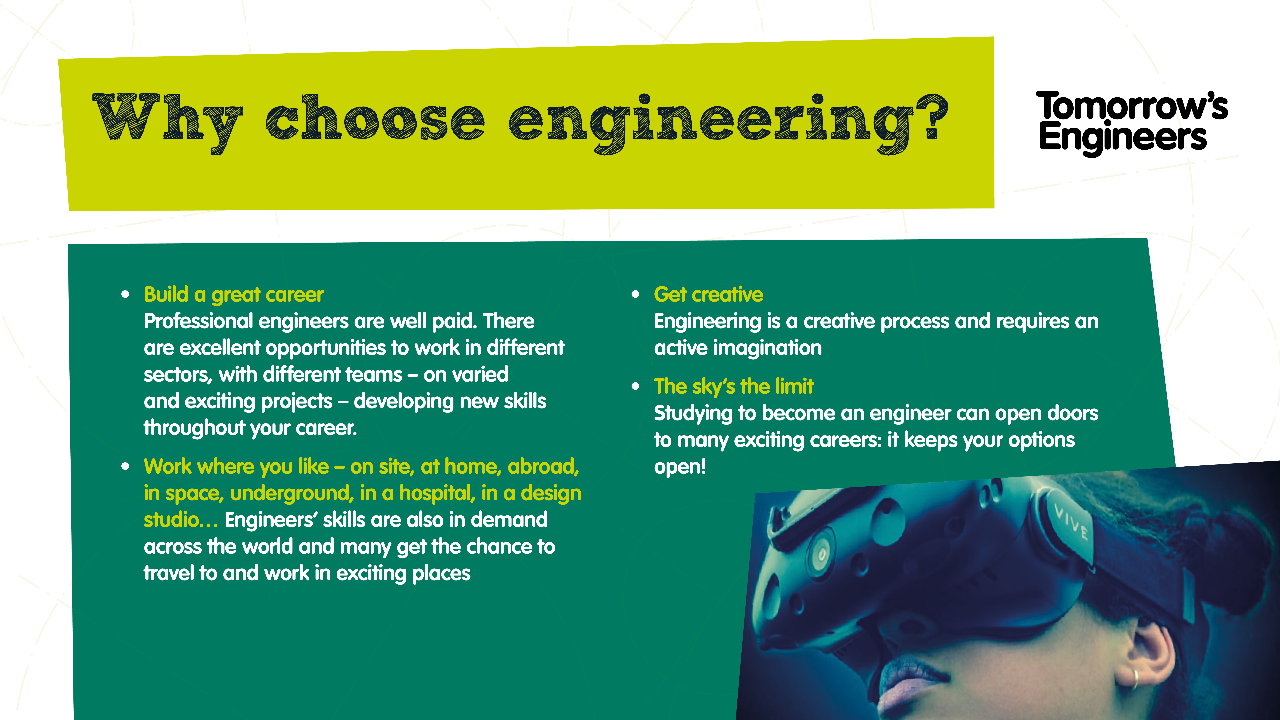 Why choose engineering?
Tomorrow's
Engineers
• Build a great career
Professional engineers are well paid. There
are excellent opportunities to work in different
sectors, with different teams – on varied
and exciting projects – developing new skills
throughout your career.
• Work where you like – on site, at home, abroad,
in space, underground, in a hospital, in a design
studio… Engineers' skills are also in demand
across the world and many get the chance to
travel to and work in exciting places
• Get creative
Engineering is a creative process and requires an
active imagination
• The sky's the limit
Studying to become an engineer can open doors
to many exciting careers: it keeps your options
open!
VIVE